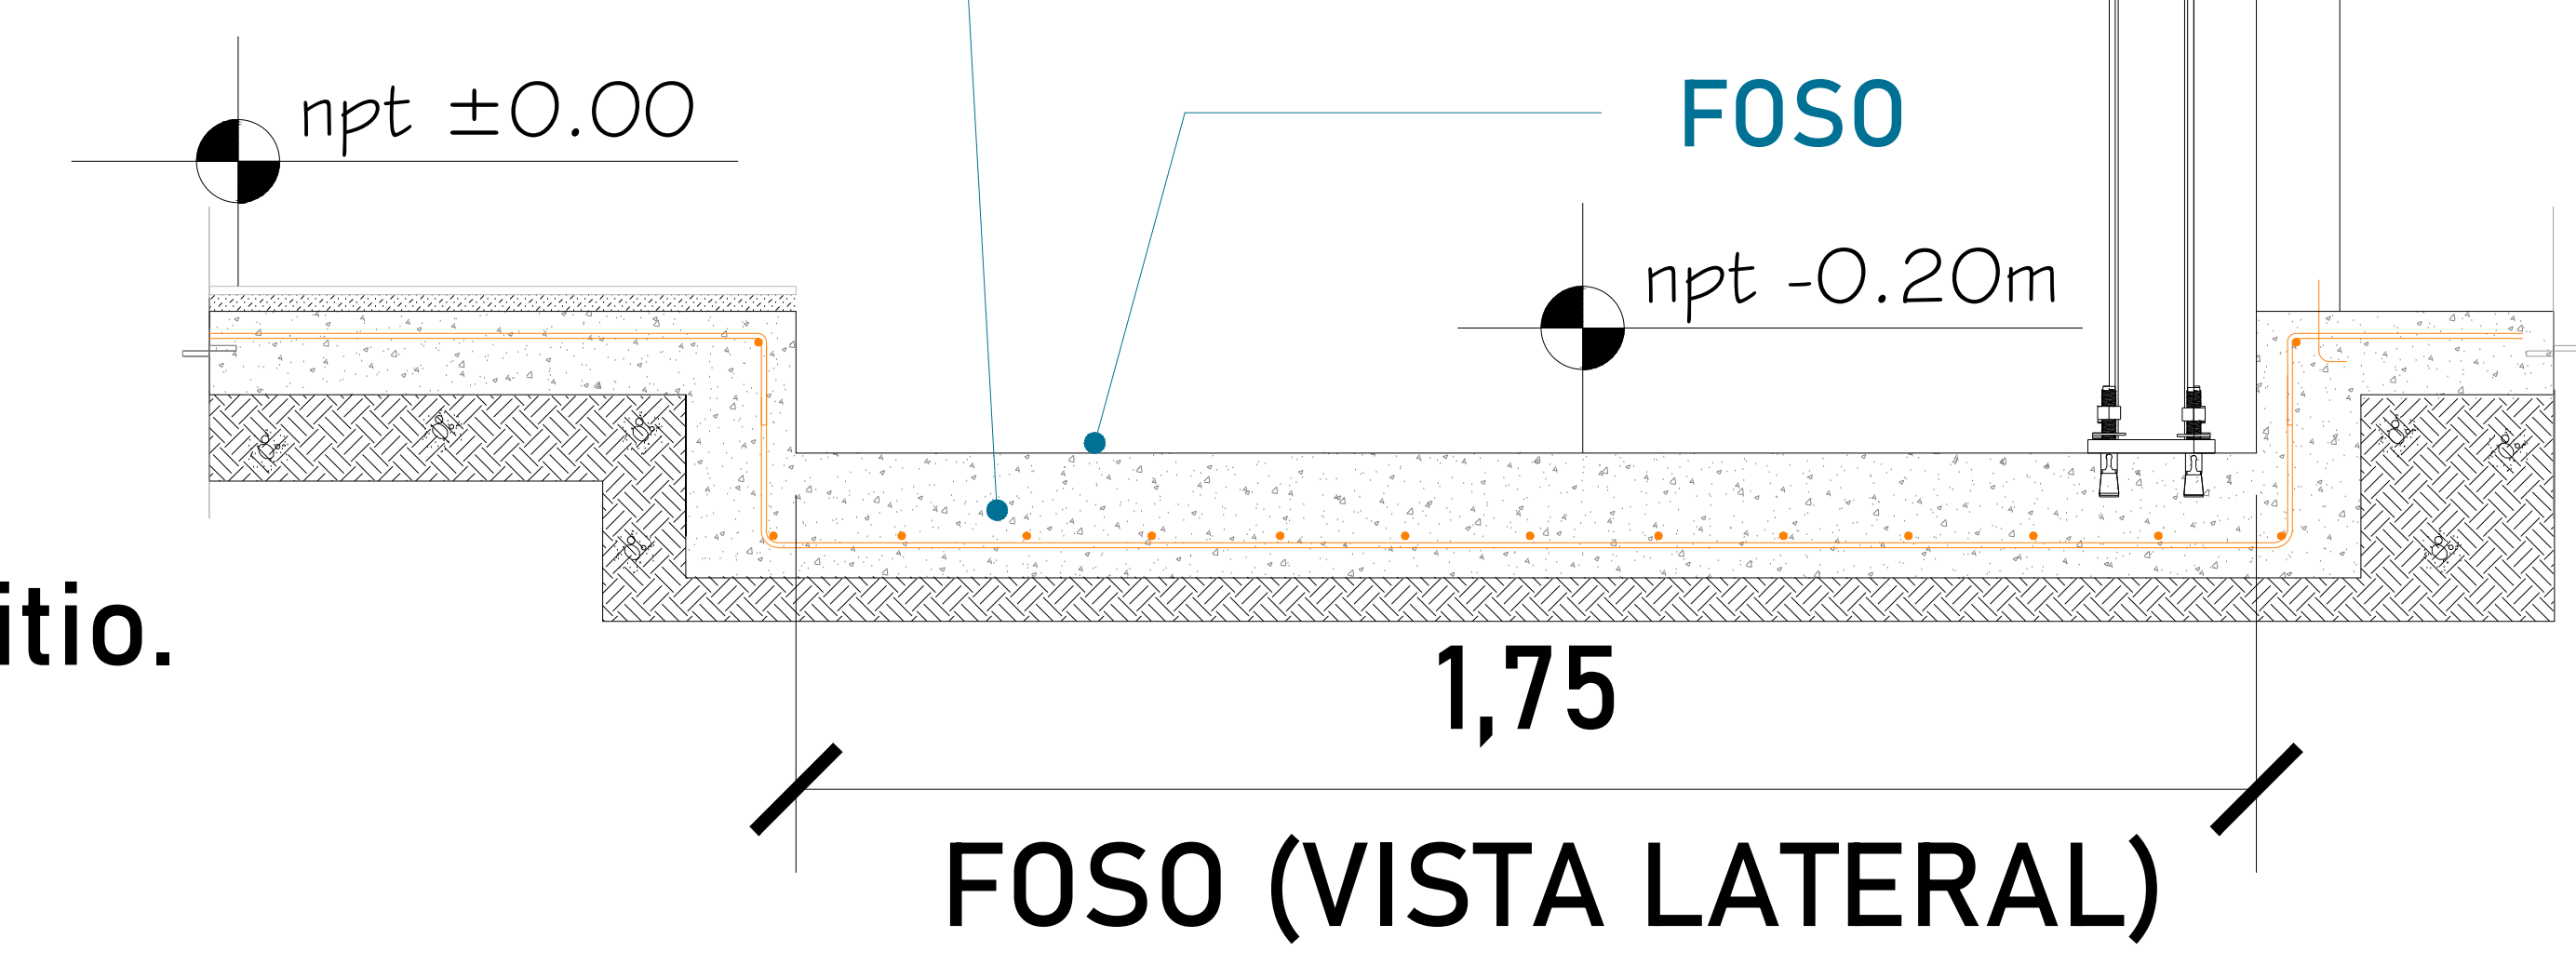 npt ±0.00
FOSO
npt -0.20m
itio.
1,75
FOSO (VISTA LATERAL)